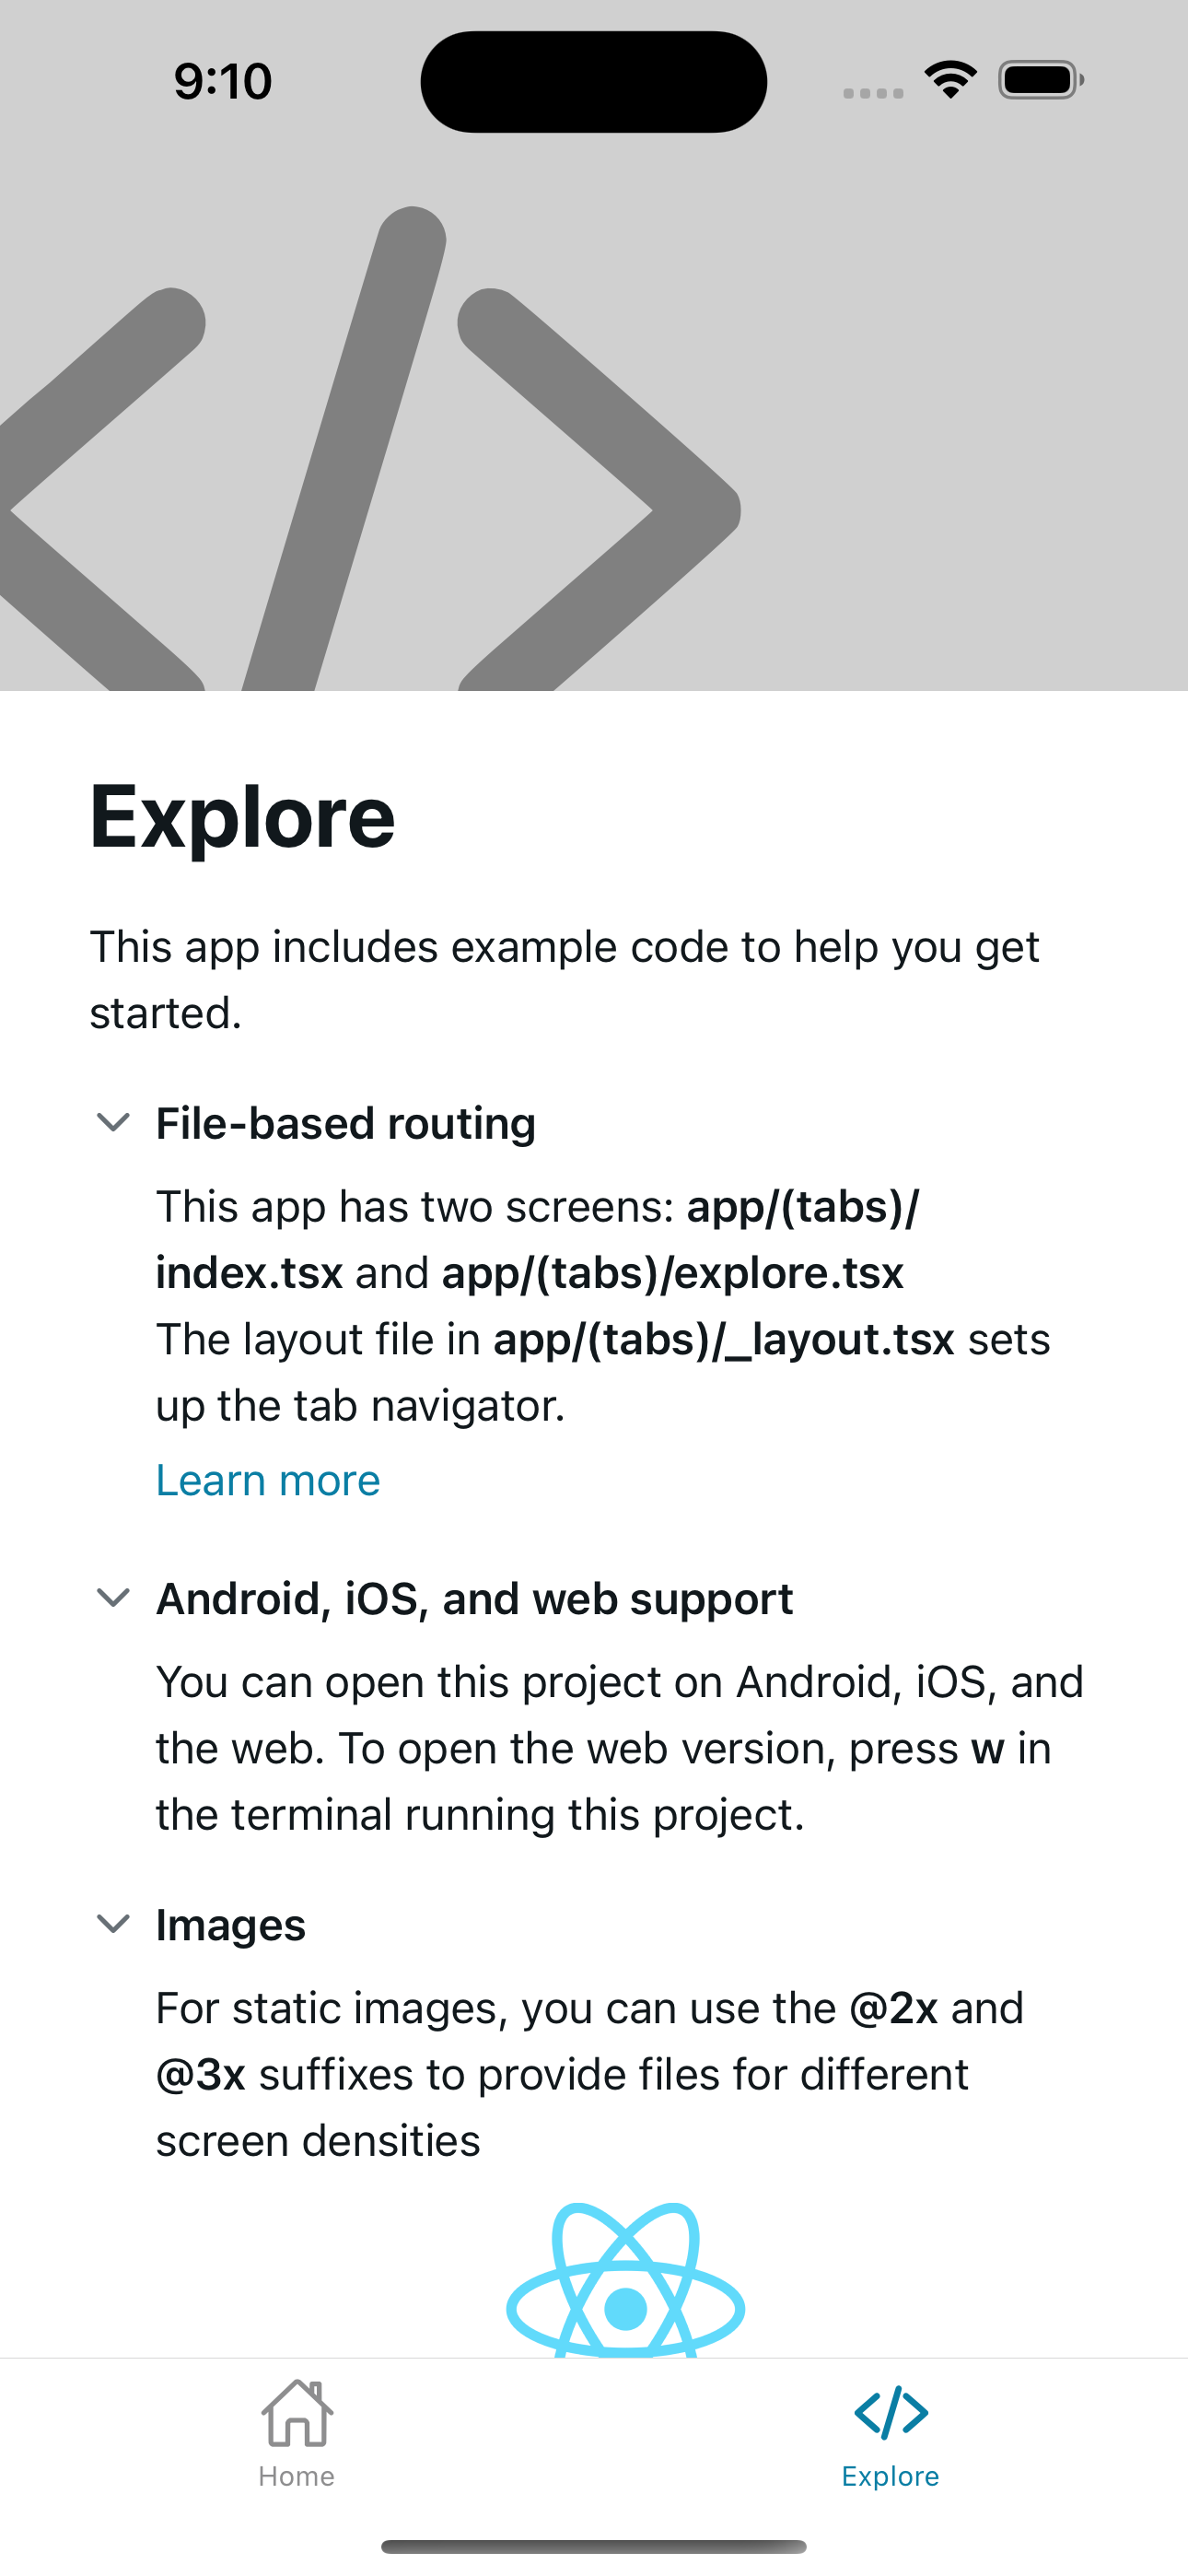 9:10
Explore
This app includes example code to help you get
started.
File-based routing
This app has two screens: app/(tabs)/
index.tsx and app/(tabs)/explore.tsx
The layout file in app/(tabs)/_layout.tsx sets
up the tab navigator.
Learn more
Android, iOS, and web support
You can open this project on Android, iOS, and
the web. To open the web version, press w in
the terminal running this project.
Images
For static images, you can use the @2x and
@3x suffixes to provide files for different
screen densities
Home
Explore